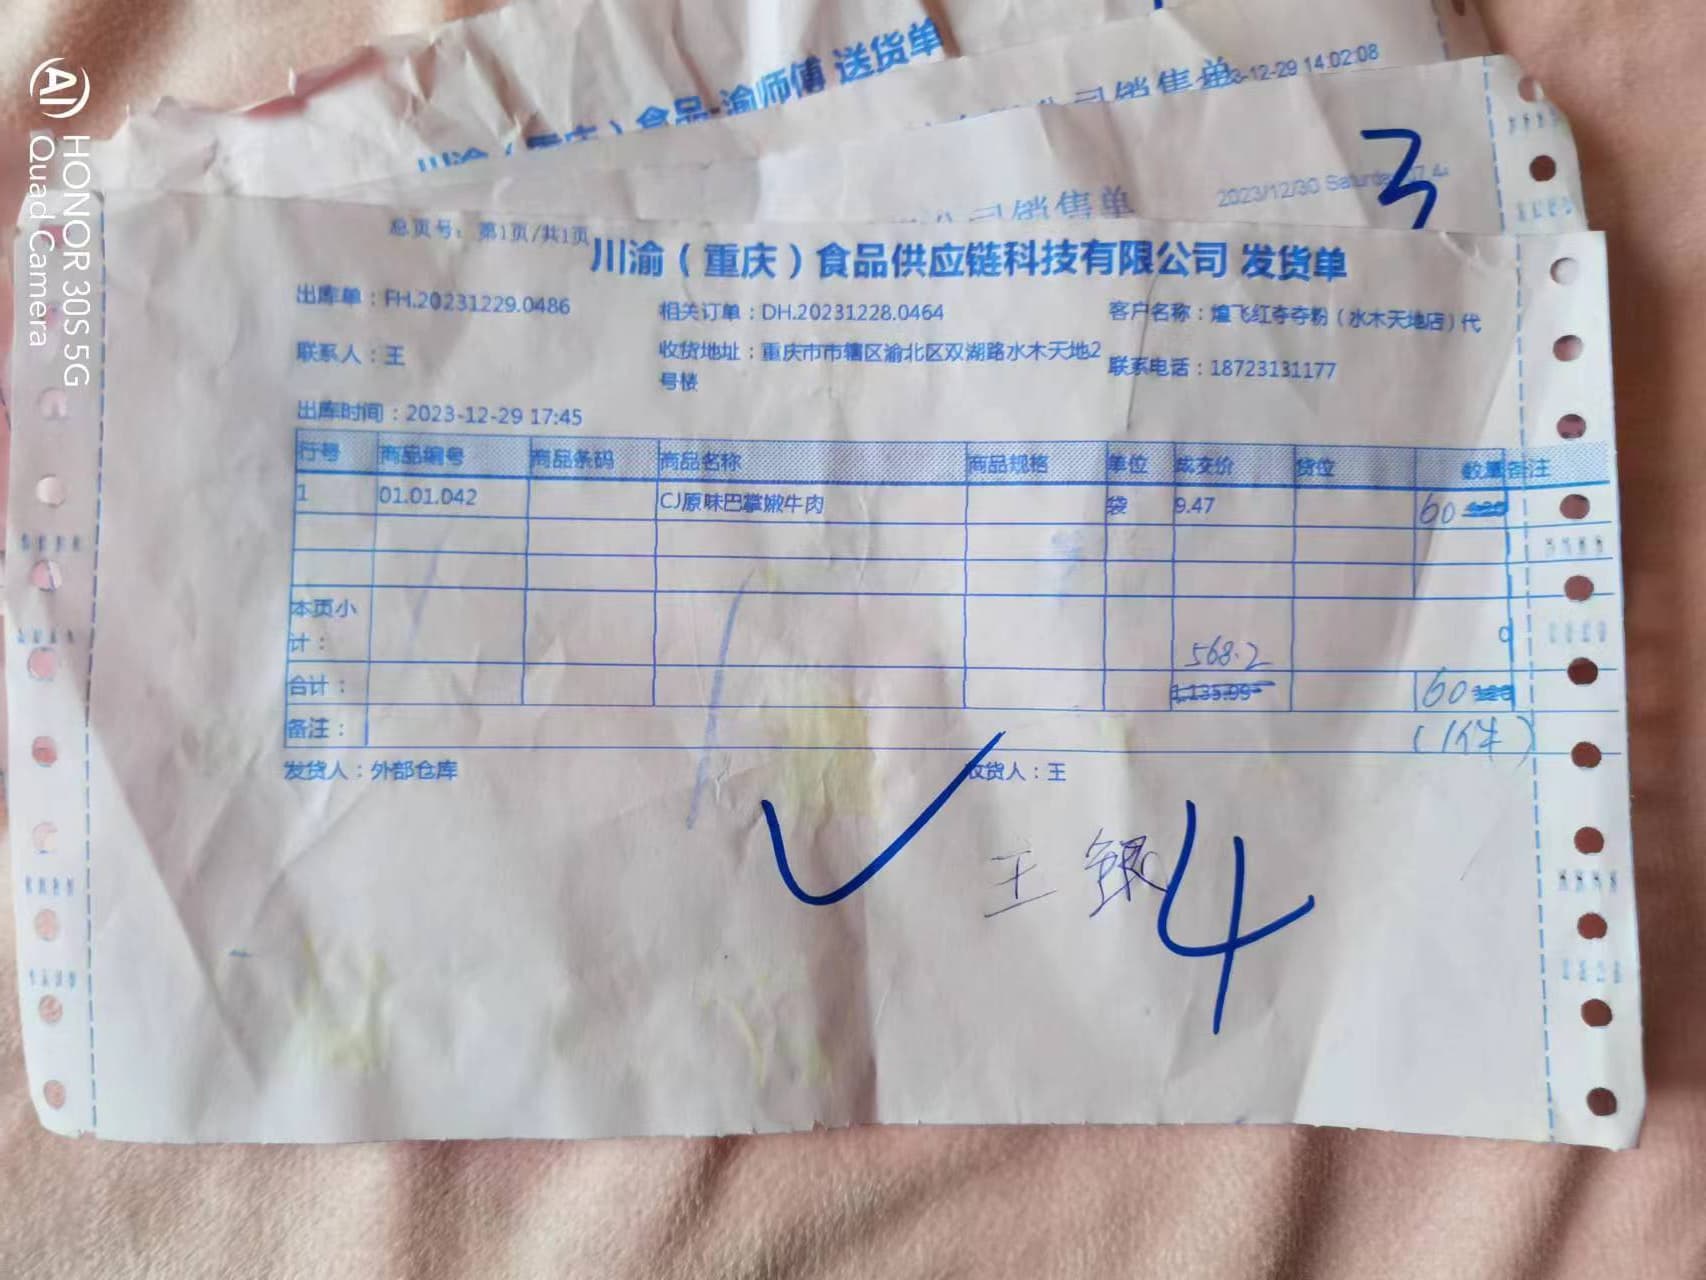 HONOR 30S 5G
Quad Camera
川渝（重庆）食品-渝师傅 送货单
公司销售单
3-12-29 14:02:08
公司销售单
2023/12/30
3
总页号：第1页/共1页
川渝（重庆）食品供应链科技有限公司 发货单
出库单：FH.20231229.0486 相关订单：DH.20231228.0464 客户名称：煌飞红夺夺粉（水木天地店）代
联系人：王 收货地址：重庆市市辖区渝北区双湖路水木天地2号楼 联系电话：18723131177
出库时间：2023-12-29 17:45
行号 商品编号 商品条码 商品名称 商品规格 单位 成交价 货位 数量 备注
1 01.01.042 CJ原味巴掌嫩牛肉 袋 9.47 60
本页小计： 0
568.2
合计： 1,135.99 60
备注： (1件)
发货人：外部仓库 收货人：王
王银
4